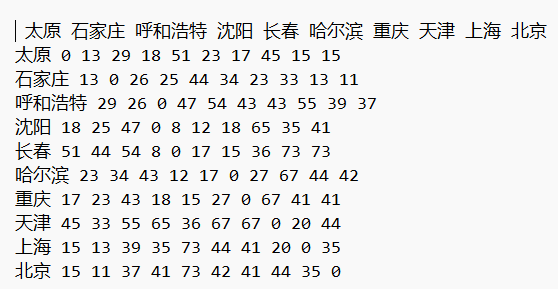 太原 石家庄 呼和浩特 沈阳 长春 哈尔滨 重庆 天津 上海 北京
太原 0 13 29 18 51 23 17 45 15 15
石家庄 13 0 26 25 44 34 23 33 13 11
呼和浩特 29 26 0 47 54 43 43 55 39 37
沈阳 18 25 47 0 8 12 18 65 35 41
长春 51 44 54 8 0 17 15 36 73 73
哈尔滨 23 34 43 12 17 0 27 67 44 42
重庆 17 23 43 18 15 27 0 67 41 41
天津 45 33 55 65 36 67 67 0 20 44
上海 15 13 39 35 73 44 41 20 0 35
北京 15 11 37 41 73 42 41 44 35 0